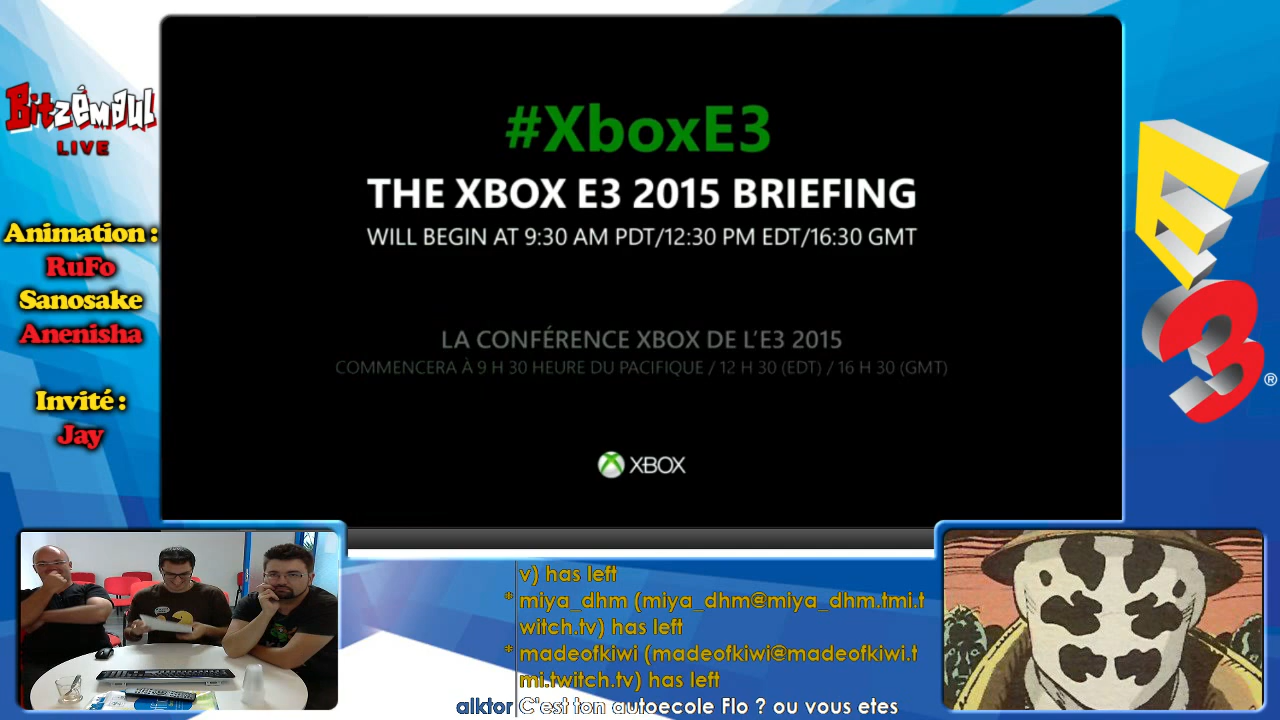 Bitzémaul
LIVE
Animation :
RuFo
Sanosake
Anenisha
Invité :
Jay
#XboxE3
THE XBOX E3 2015 BRIEFING
WILL BEGIN AT 9:30 AM PDT/12:30 PM EDT/16:30 GMT
LA CONFÉRENCE XBOX DE L'E3 2015
COMMENCERA À 9 H 30 HEURE DU PACIFIQUE / 12 H 30 (EDT) / 16 H 30 (GMT)
XBOX
E3®
v) has left
* miya_dhm (miya_dhm@miya_dhm.tmi.t
witch.tv) has left
* madeofkiwi (madeofkiwi@madeofkiwi.t
mi.twitch.tv) has left
alktor C'est ton autoecole Flo ? ou vous etes